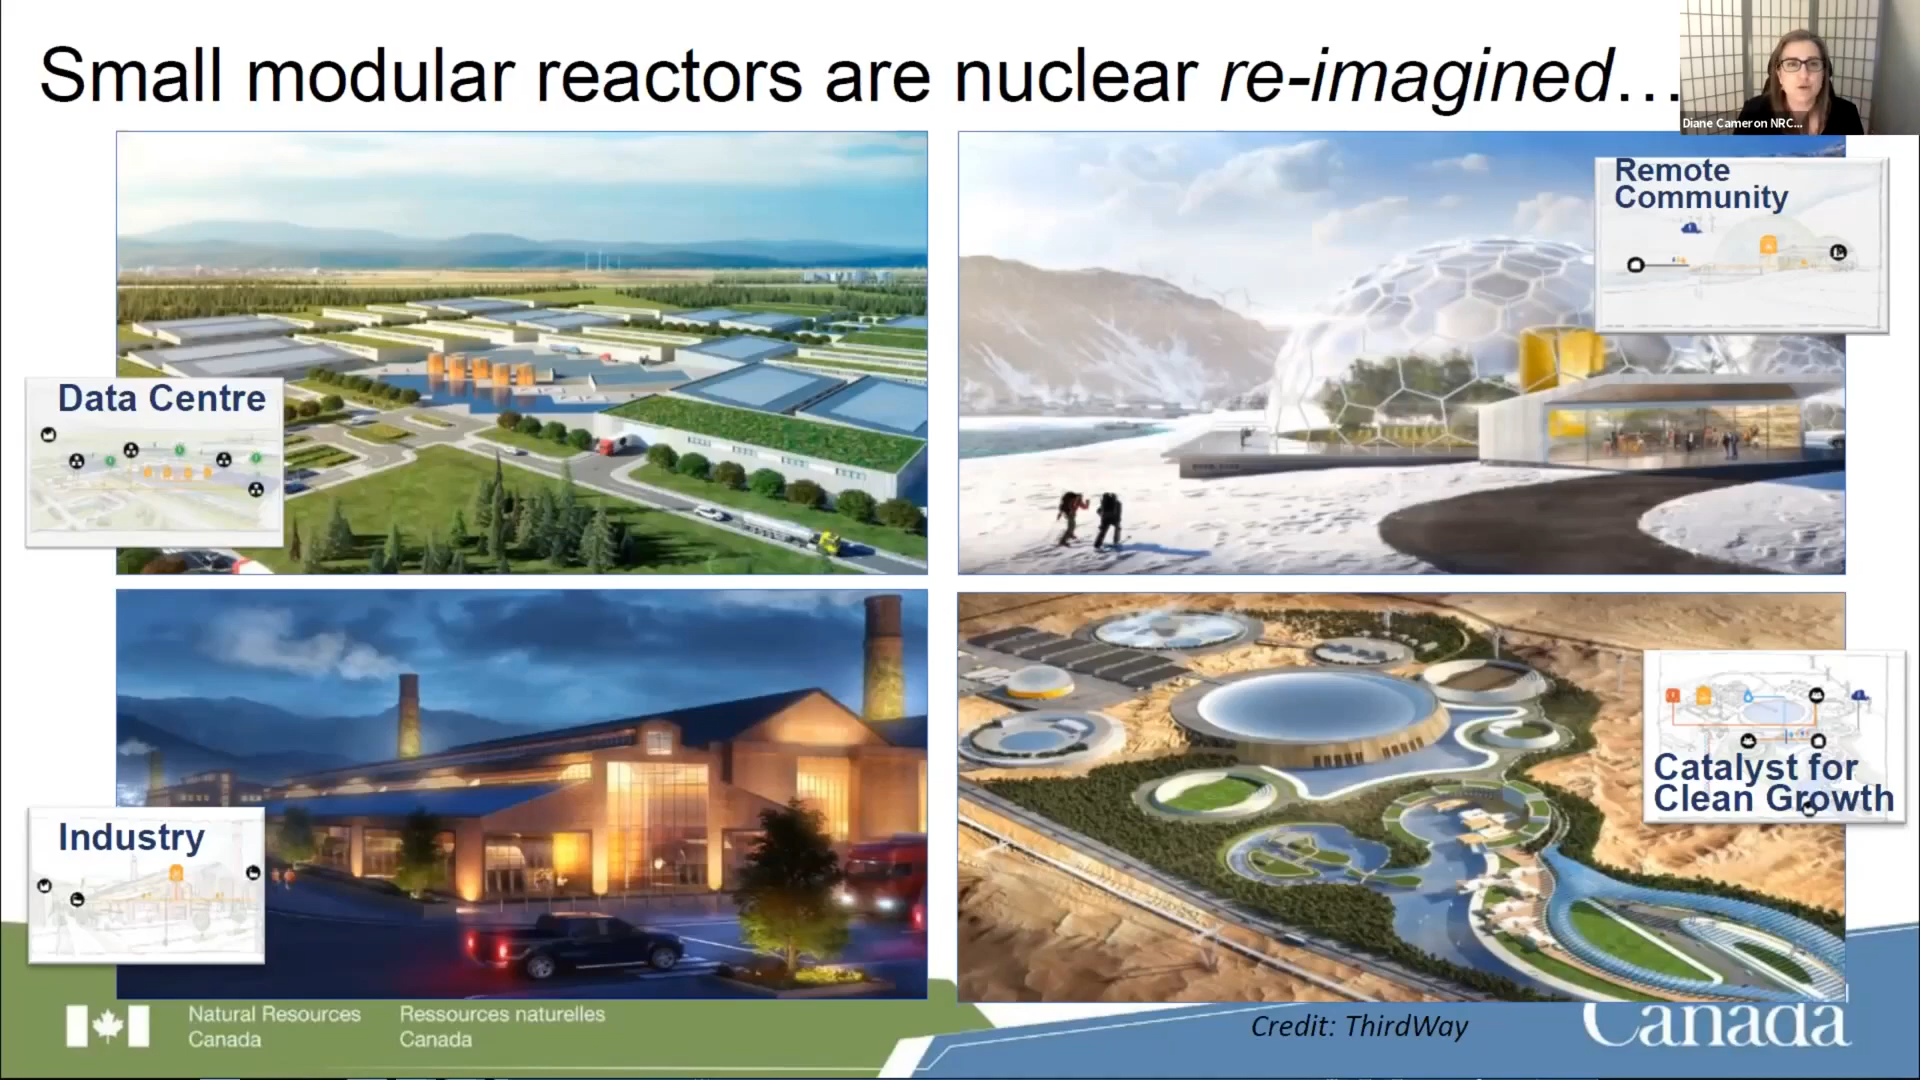 Small modular reactors are nuclear re-imagined…
Diane Cameron NRC...
Remote
Community
Data Centre
Industry
Catalyst for
Clean Growth
Natural Resources
Canada
Ressources naturelles
Canada
Credit: ThirdWay
Canada